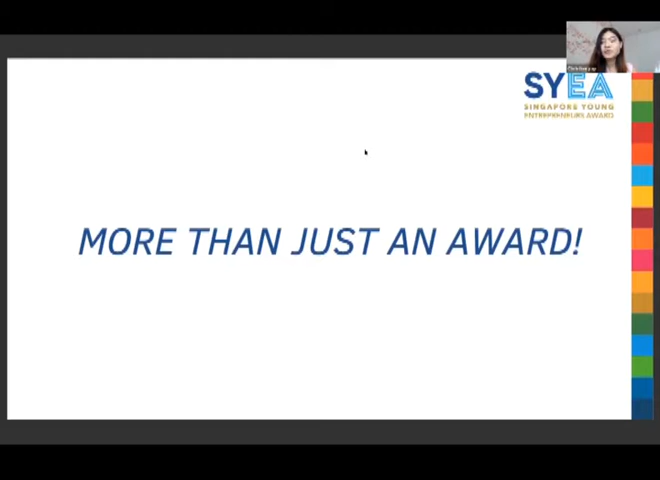 SYEA
SINGAPORE YOUNG
ENTREPRENEURS AWARD
MORE THAN JUST AN AWARD!